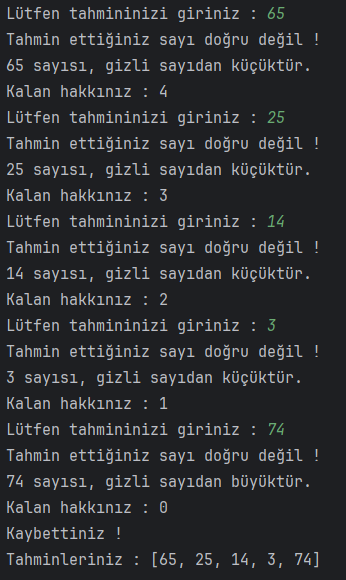 Lütfen tahmininizi giriniz : 65
Tahmin ettiğiniz sayı doğru değil !
65 sayısı, gizli sayıdan küçüktür.
Kalan hakkınız : 4
Lütfen tahmininizi giriniz : 25
Tahmin ettiğiniz sayı doğru değil !
25 sayısı, gizli sayıdan küçüktür.
Kalan hakkınız : 3
Lütfen tahmininizi giriniz : 14
Tahmin ettiğiniz sayı doğru değil !
14 sayısı, gizli sayıdan küçüktür.
Kalan hakkınız : 2
Lütfen tahmininizi giriniz : 3
Tahmin ettiğiniz sayı doğru değil !
3 sayısı, gizli sayıdan küçüktür.
Kalan hakkınız : 1
Lütfen tahmininizi giriniz : 74
Tahmin ettiğiniz sayı doğru değil !
74 sayısı, gizli sayıdan büyüktür.
Kalan hakkınız : 0
Kaybettiniz !
Tahminleriniz : [65, 25, 14, 3, 74]